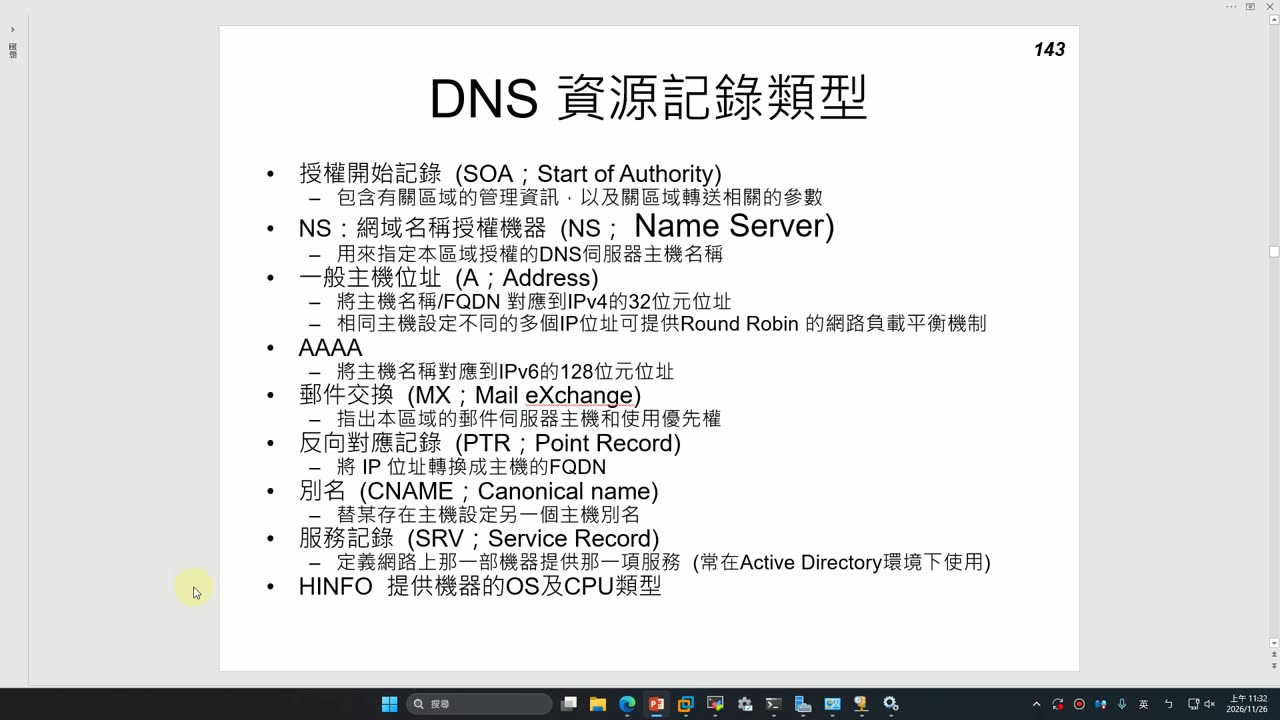 143
DNS 資源記錄類型
• 授權開始記錄 (SOA；Start of Authority)
– 包含有關區域的管理資訊，以及關區域轉送相關的參數
• NS：網域名稱授權機器 (NS； Name Server)
– 用來指定本區域授權的DNS伺服器主機名稱
• 一般主機位址 (A；Address)
– 將主機名稱/FQDN 對應到IPv4的32位元位址
– 相同主機設定不同的多個IP位址可提供Round Robin 的網路負載平衡機制
• AAAA
– 將主機名稱對應到IPv6的128位元位址
• 郵件交換 (MX；Mail eXchange)
– 指出本區域的郵件伺服器主機和使用優先權
• 反向對應記錄 (PTR；Point Record)
– 將 IP 位址轉換成主機的FQDN
• 別名 (CNAME；Canonical name)
– 替某存在主機設定另一個主機別名
• 服務記錄 (SRV；Service Record)
– 定義網路上那一部機器提供那一項服務 (常在Active Directory環境下使用)
• HINFO 提供機器的OS及CPU類型
搜尋
英
ㄅ
上午 11:32
2026/11/26